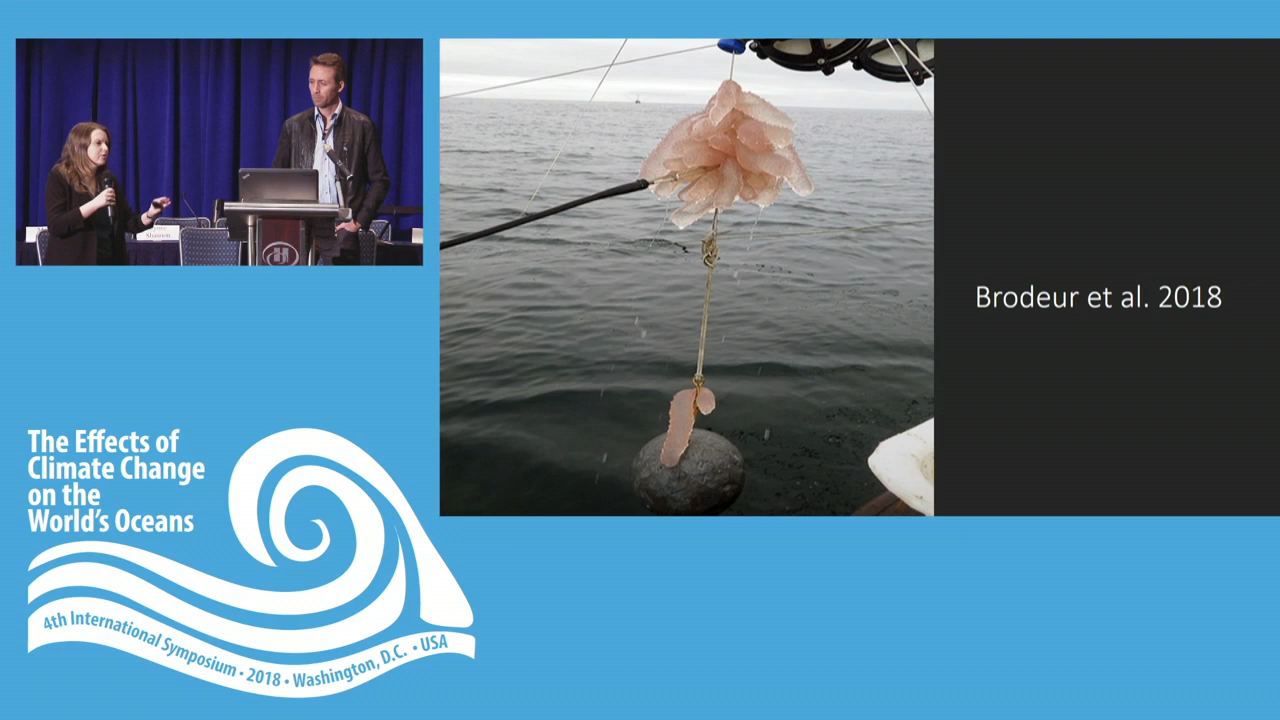 Brodeur et al. 2018
The Effects of
Climate Change
on the
World's Oceans
4th International Symposium • 2018 • Washington, D.C. • USA